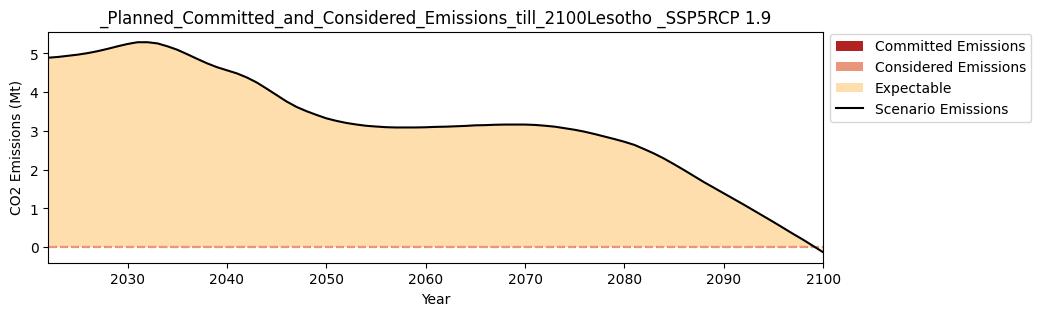 _Planned_Committed_and_Considered_Emissions_till_2100Lesotho _SSP5RCP 1.9
Committed Emissions
Considered Emissions
Expectable
Scenario Emissions
CO2 Emissions (Mt)
5
4
3
2
1
0
2030 2040 2050 2060 2070 2080 2090 2100
Year